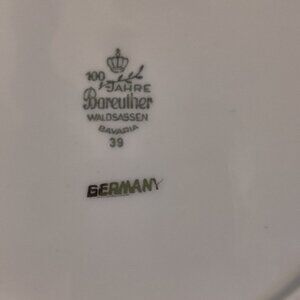 100
JAHRE
Bareuther
WALDSASSEN
BAVARIA
39
GERMANY